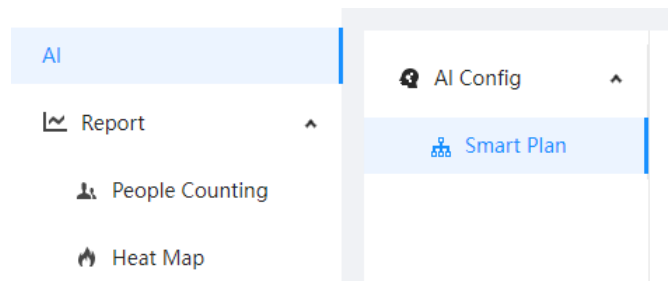 AI
Report
People Counting
Heat Map
AI Config
Smart Plan